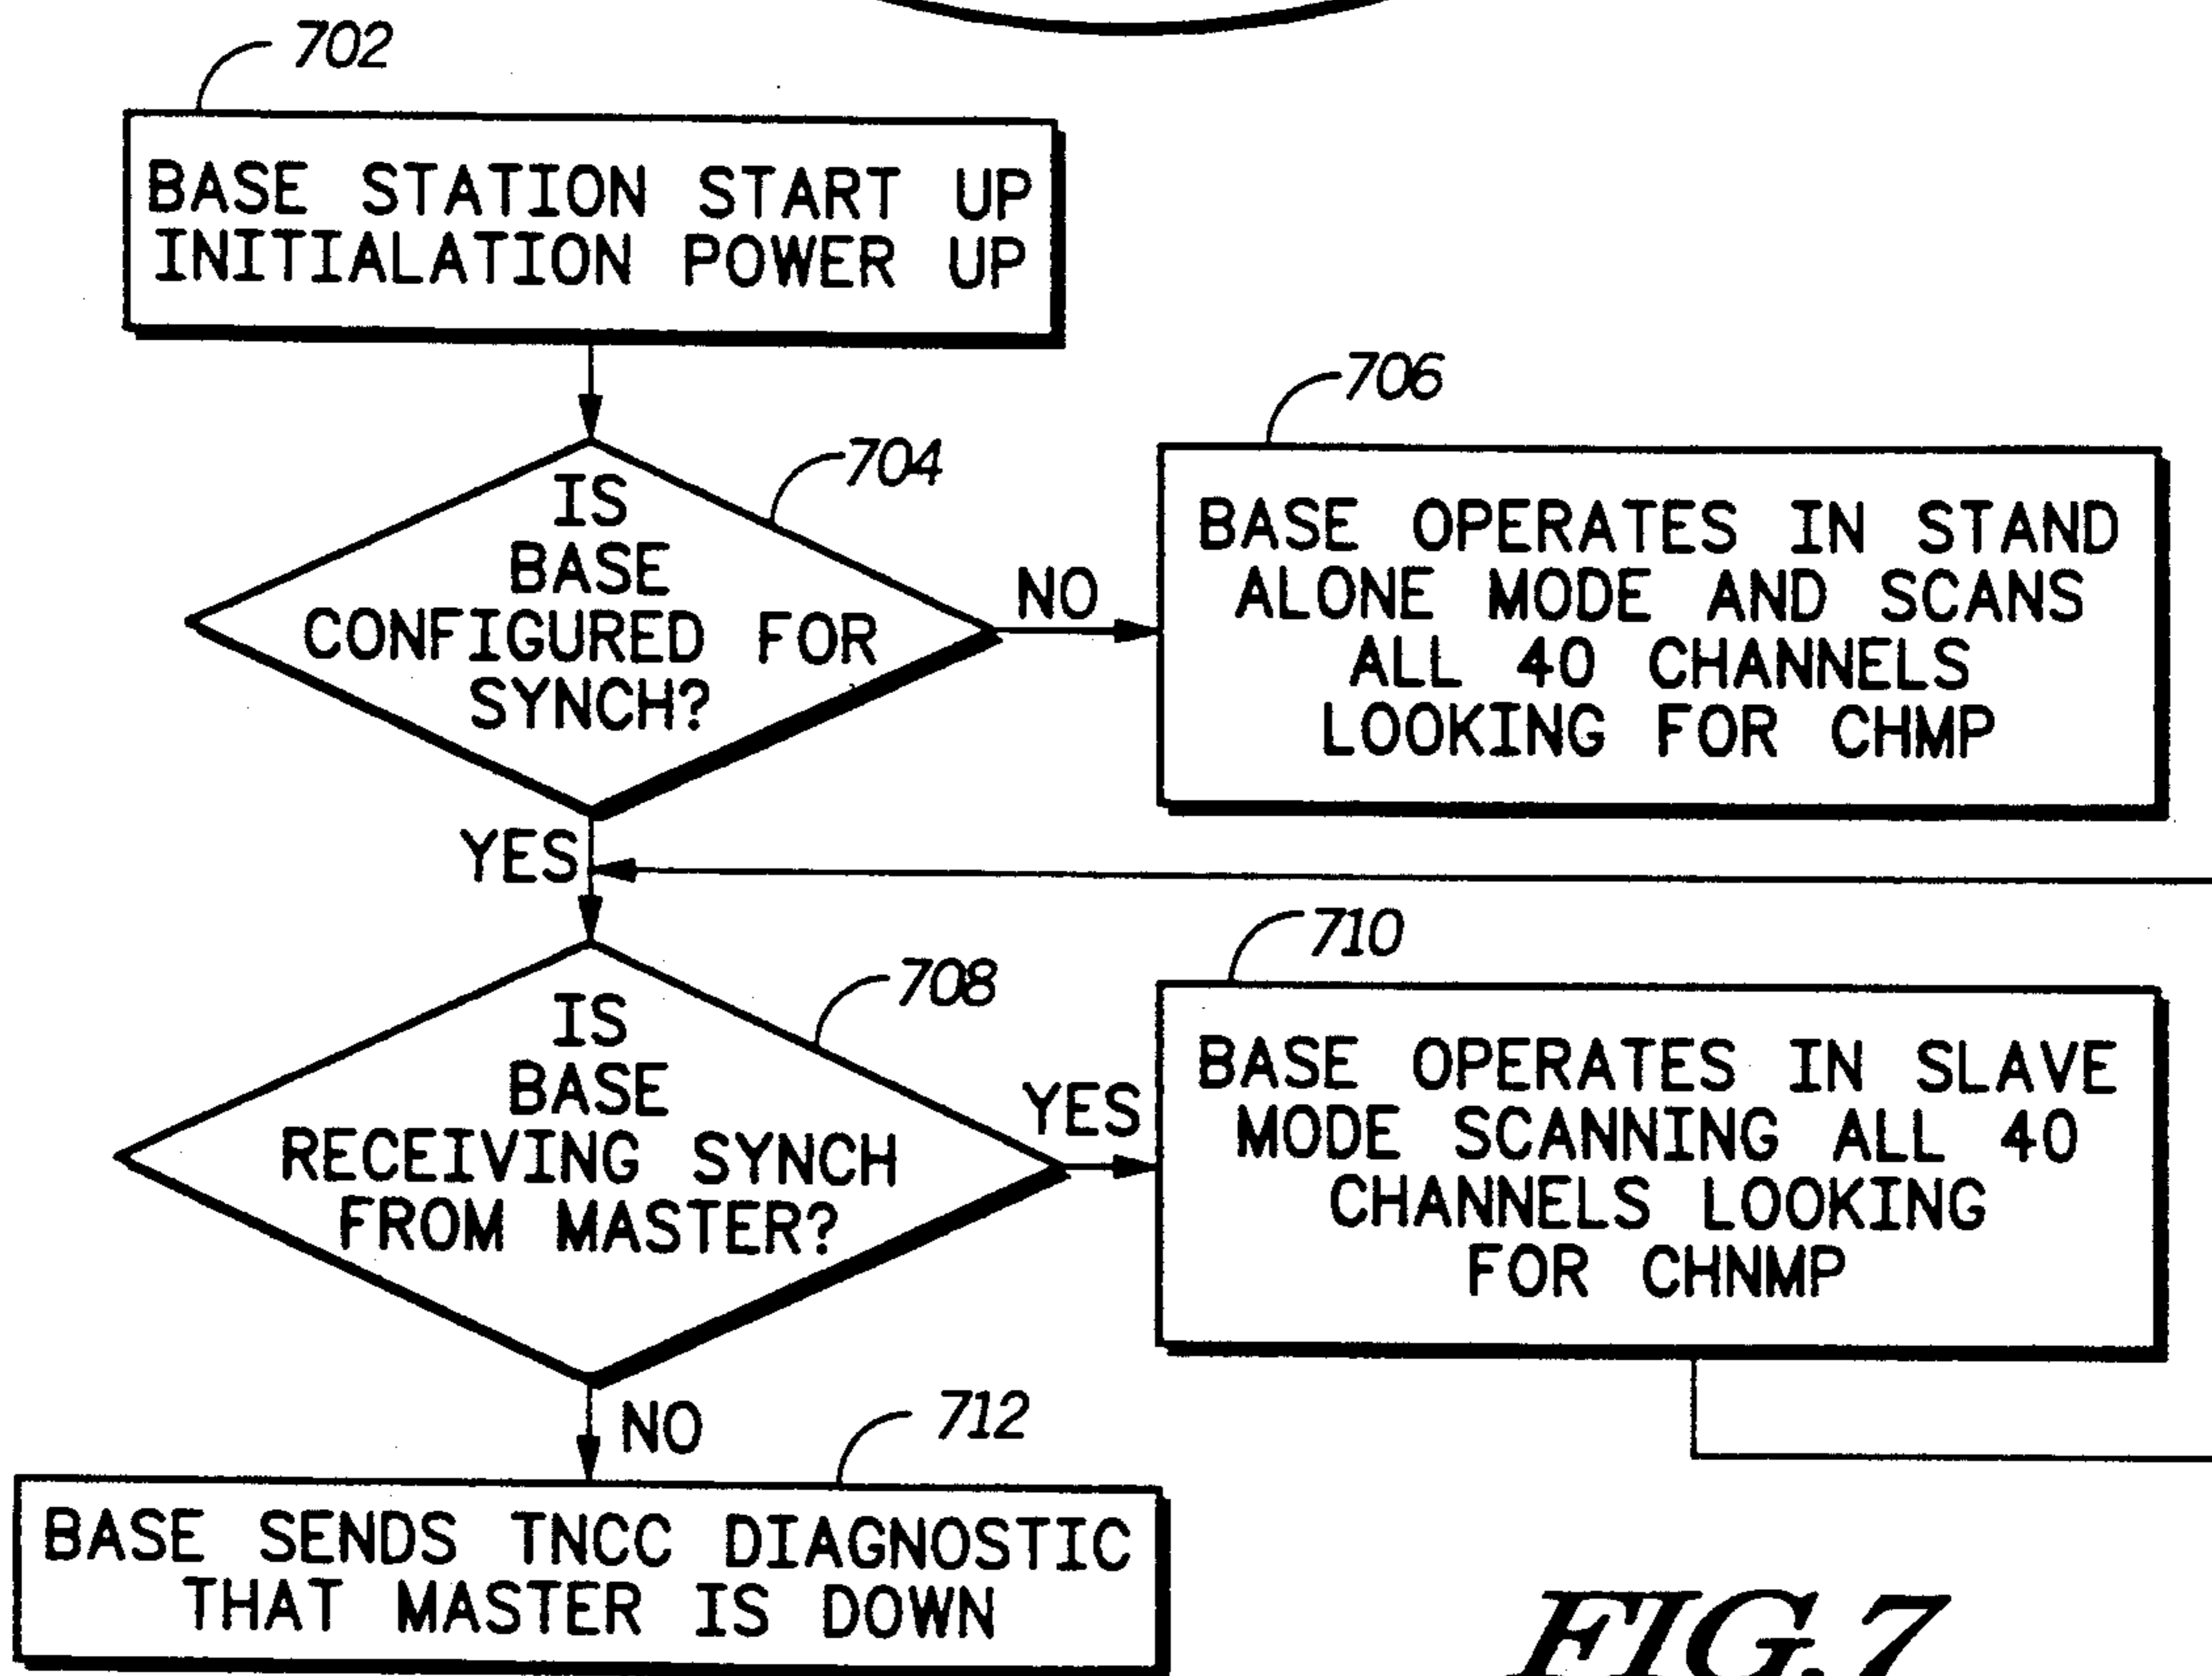 702
BASE STATION START UP
INITIALATION POWER UP
704
IS
BASE
CONFIGURED FOR
SYNCH?
NO
706
BASE OPERATES IN STAND
ALONE MODE AND SCANS
ALL 40 CHANNELS
LOOKING FOR CHMP
YES
708
IS
BASE
RECEIVING SYNCH
FROM MASTER?
YES
710
BASE OPERATES IN SLAVE
MODE SCANNING ALL 40
CHANNELS LOOKING
FOR CHNMP
NO
712
BASE SENDS TNCC DIAGNOSTIC
THAT MASTER IS DOWN
FIG.7